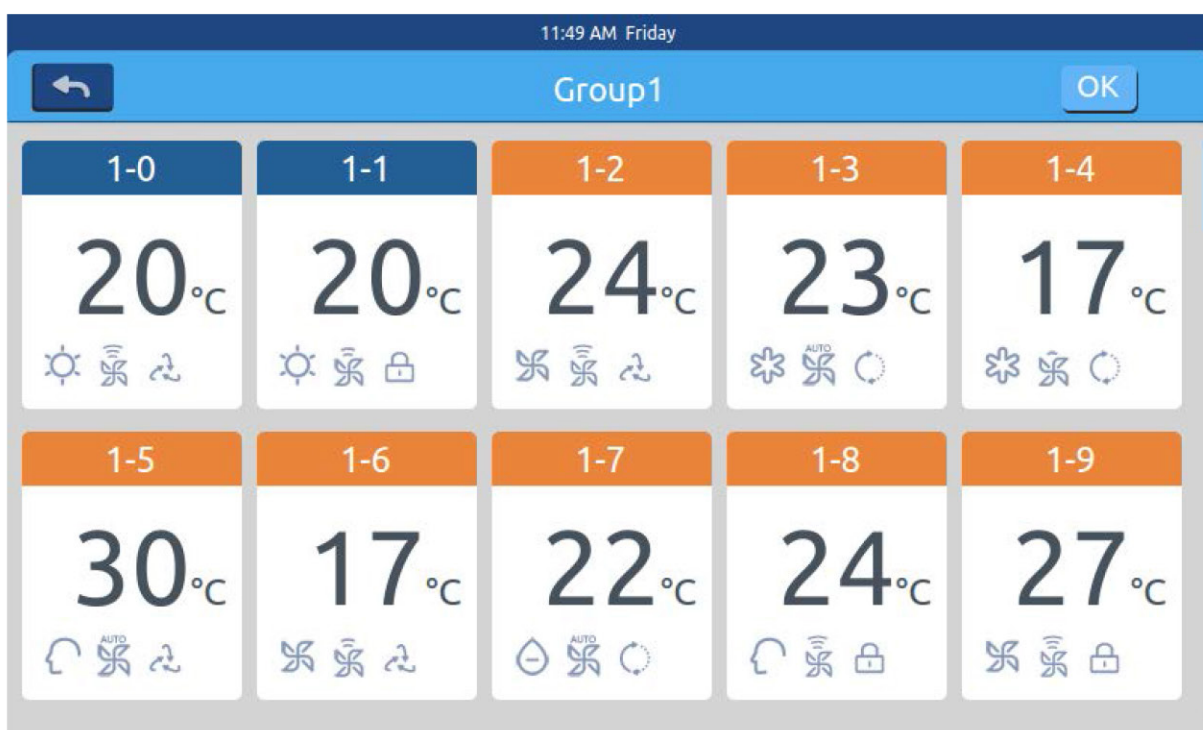 11:49 AM Friday
Group1 OK
1-0 1-1 1-2 1-3 1-4
20°C 20°C 24°C 23°C 17°C
AUTO
1-5 1-6 1-7 1-8 1-9
30°C 17°C 22°C 24°C 27°C
AUTO AUTO